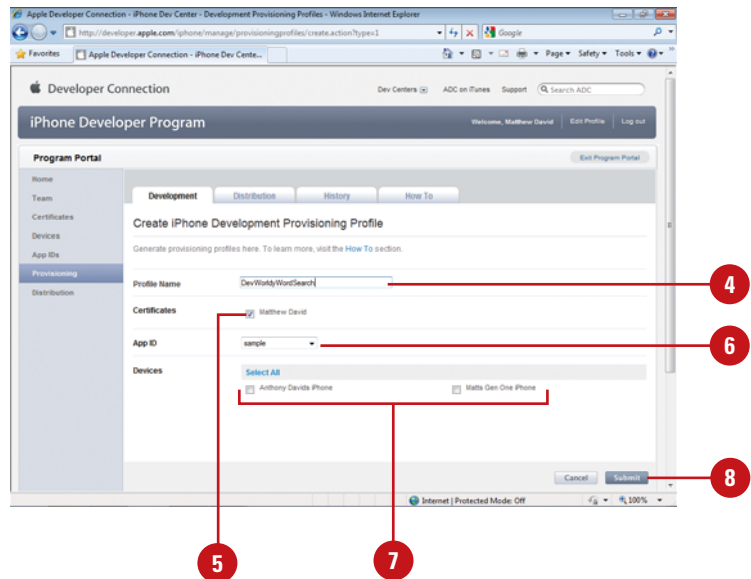 Apple Developer Connection - iPhone Dev Center - Development Provisioning Profiles - Windows Internet Explorer
http://developer.apple.com/iphone/manage/provisioningprofiles/create.action?type=1
Google
Favorites Apple Developer Connection - iPhone Dev Cente... Page Safety Tools
Developer Connection Dev Centers ADC on iTunes Support Search ADC
iPhone Developer Program Welcome, Matthew David Edit Profile Log out
Program Portal Exit Program Portal
Home
Team
Certificates
Devices
App IDs
Provisioning
Distribution
Development Distribution History How To
Create iPhone Development Provisioning Profile
Generate provisioning profiles here. To learn more, visit the How To section.
Profile Name DevWorldyWordSearch 4
Certificates Matthew David
App ID sample 6
Devices Select All
Anthony Davids iPhone Matts Gen One iPhone
Cancel Submit 8
Internet | Protected Mode: Off 100%
5 7